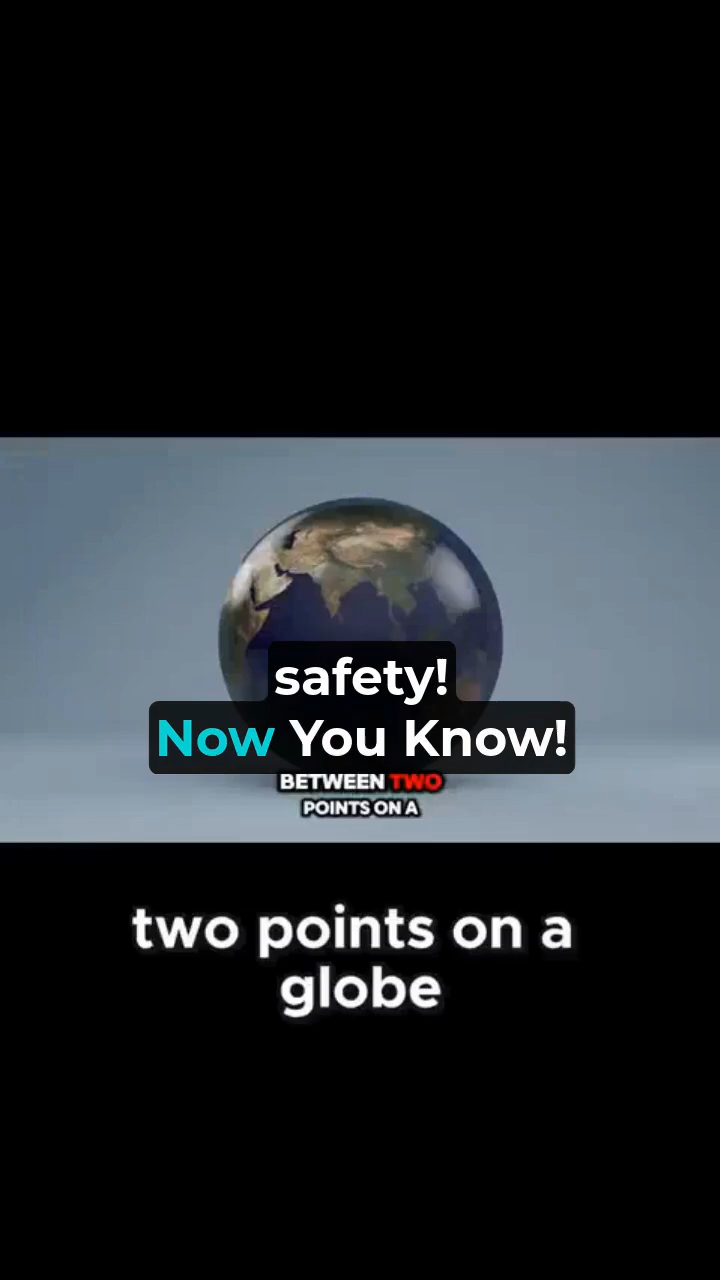 safety!
Now You Know!
BETWEEN TWO
POINTS ON A
two points on a
globe